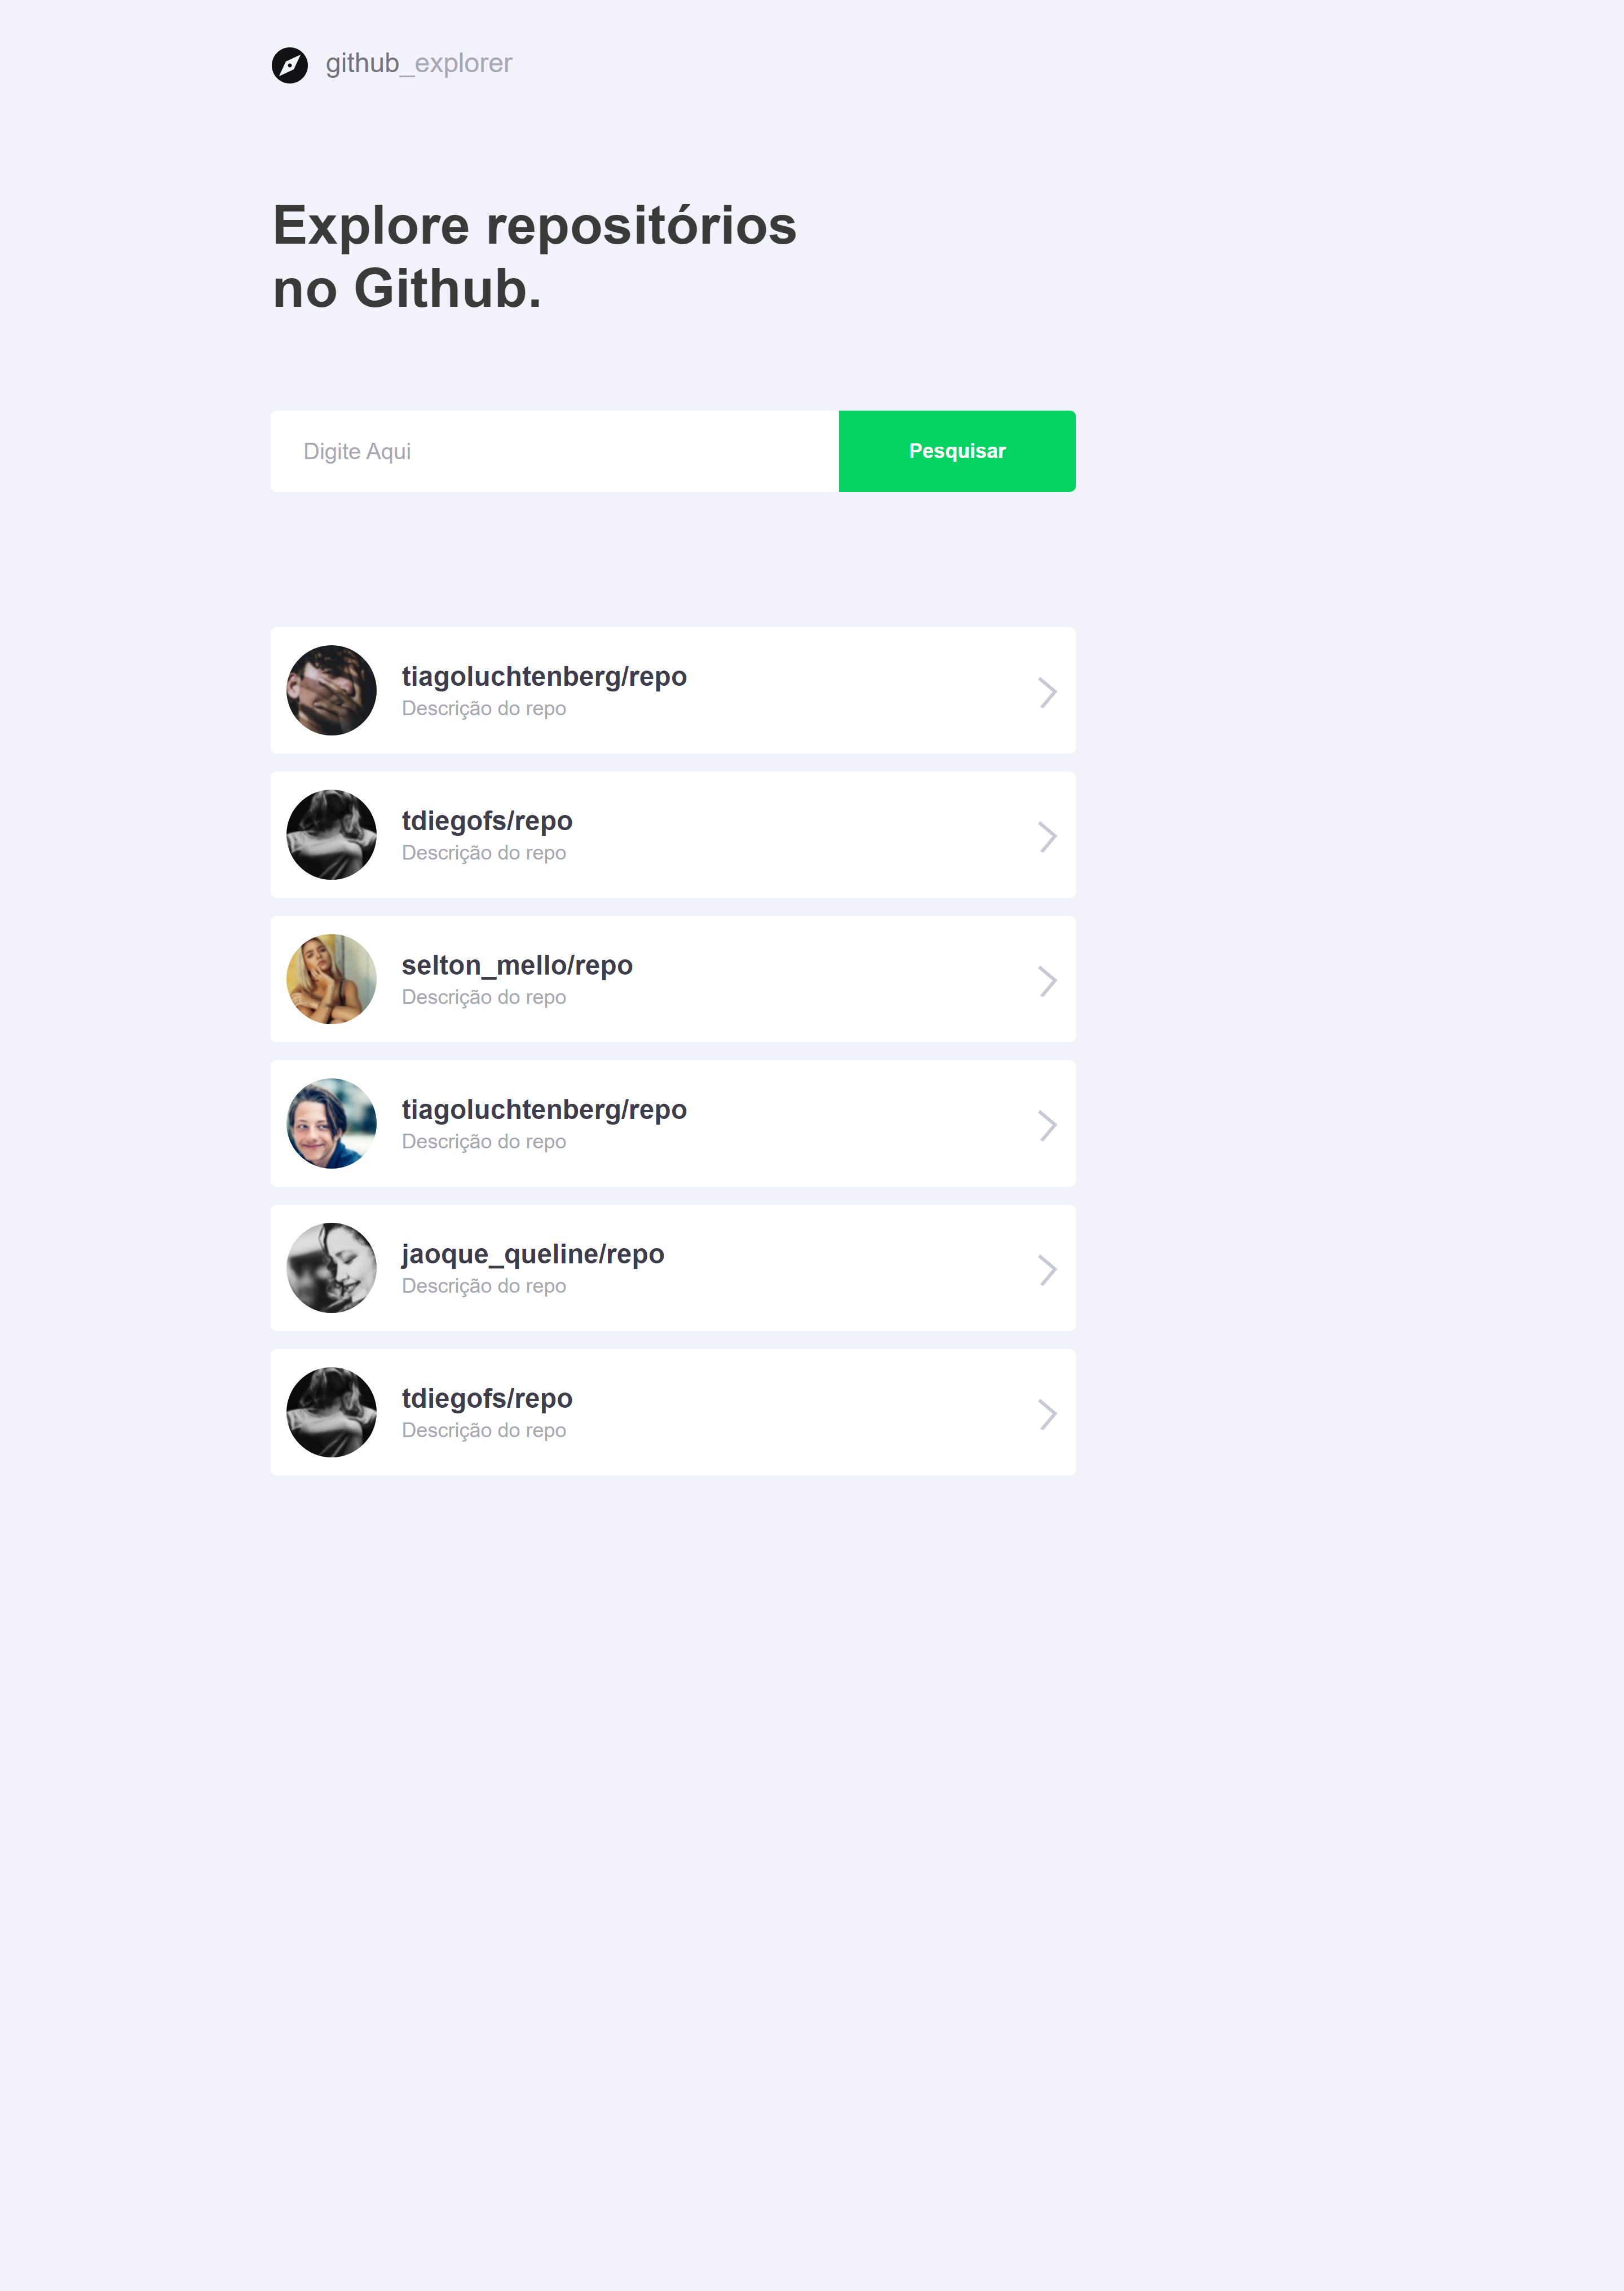 github_explorer
Explore repositórios
no Github.
Digite Aqui
Pesquisar
tiagoluchtenberg/repo
Descrição do repo
tdiegofs/repo
Descrição do repo
selton_mello/repo
Descrição do repo
tiagoluchtenberg/repo
Descrição do repo
jaoque_queline/repo
Descrição do repo
tdiegofs/repo
Descrição do repo